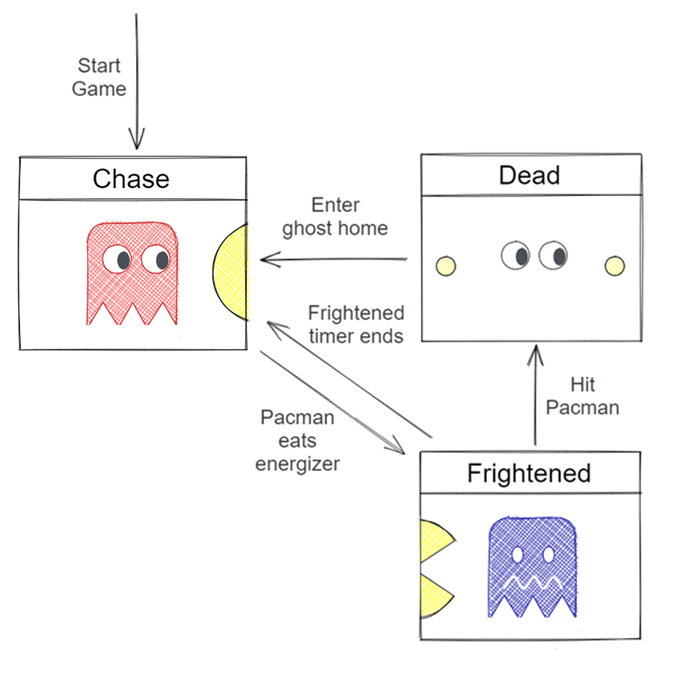 Start
Game
Chase
Dead
Enter
ghost home
Frightened
timer ends
Hit
Pacman
Pacman
eats
energizer
Frightened